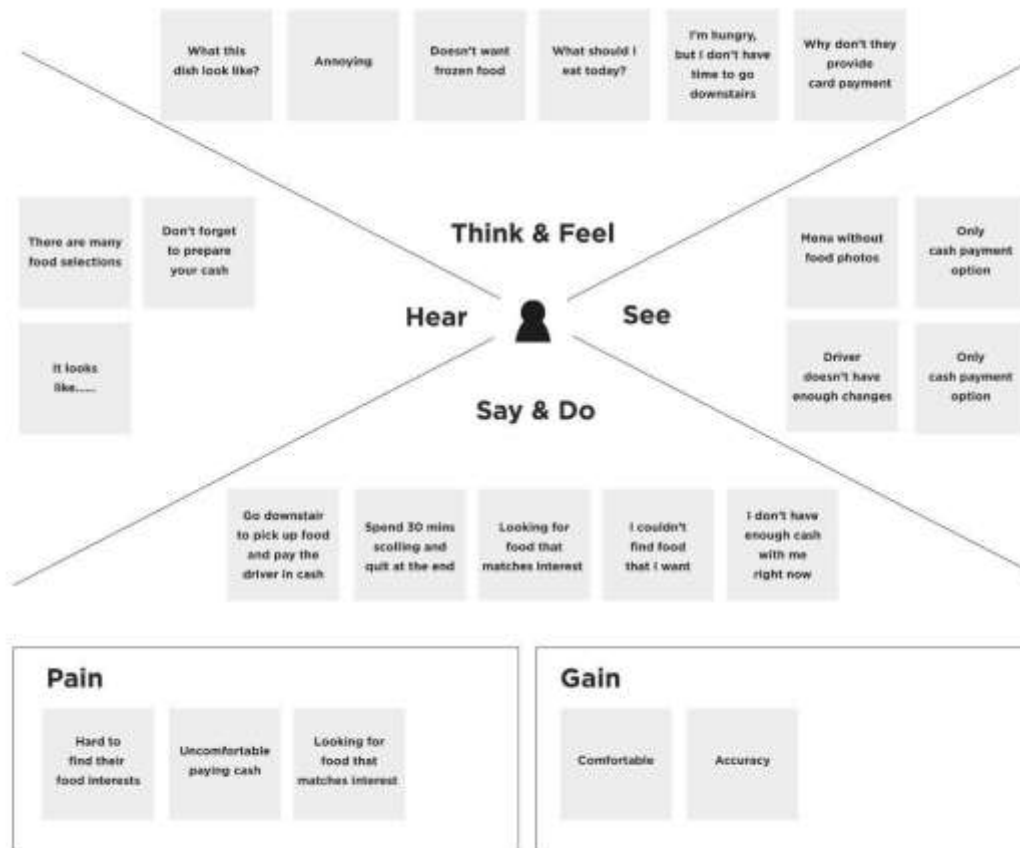 What this
dish look like?
Annoying
Doesn't want
frozen food
What should I
eat today?
I'm hungry,
but I don't have
time to go
downstairs
Why don't they
provide
card payment
Think & Feel
There are many
food selections
Don't forget
to prepare
your cash
It looks
like.....
Hear
See
Menu without
food photos
Only
cash payment
option
Driver
doesn't have
enough changes
Only
cash payment
option
Say & Do
Go downstair
to pick up food
and pay the
driver in cash
Spend 30 mins
scolling and
quit at the end
Looking for
food that
matches interest
I couldn't
find food
that i want
I don't have
enough cash
with me
right now
Pain
Hard to
find their
food interests
Uncomfortable
paying cash
Looking for
food that
matches interest
Gain
Comfortable
Accuracy